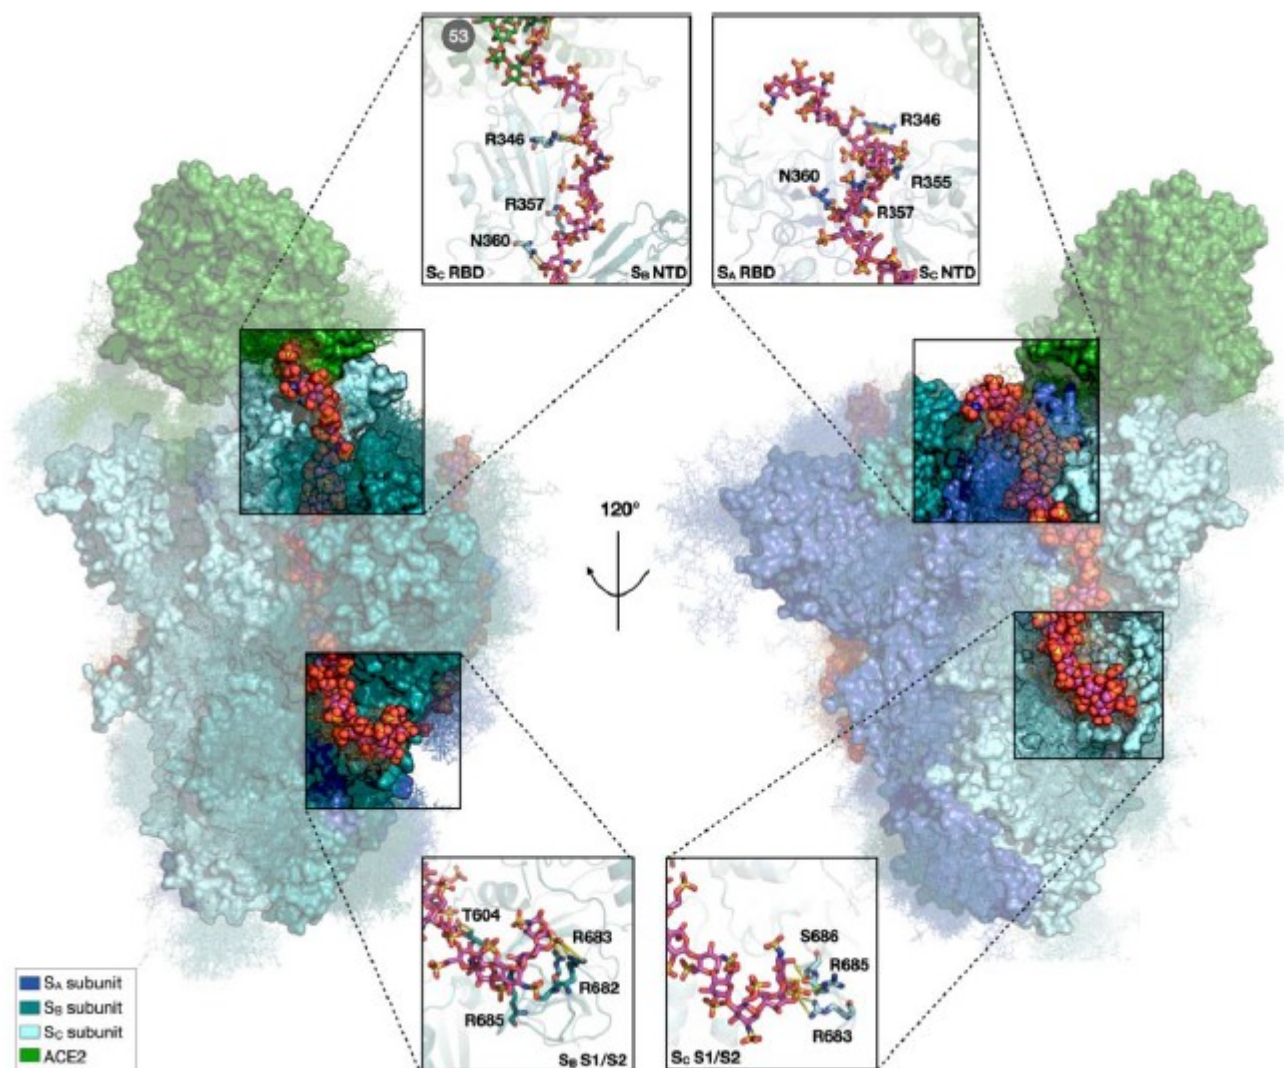 53
R346
R357
N360
Sc RBD
SB NTD
R346
N360
R355
R357
SA RBD
Sc NTD
120°
T604
R683
R682
R685
SB S1/S2
S686
R685
R683
Sc S1/S2
SA subunit
SB subunit
Sc subunit
ACE2